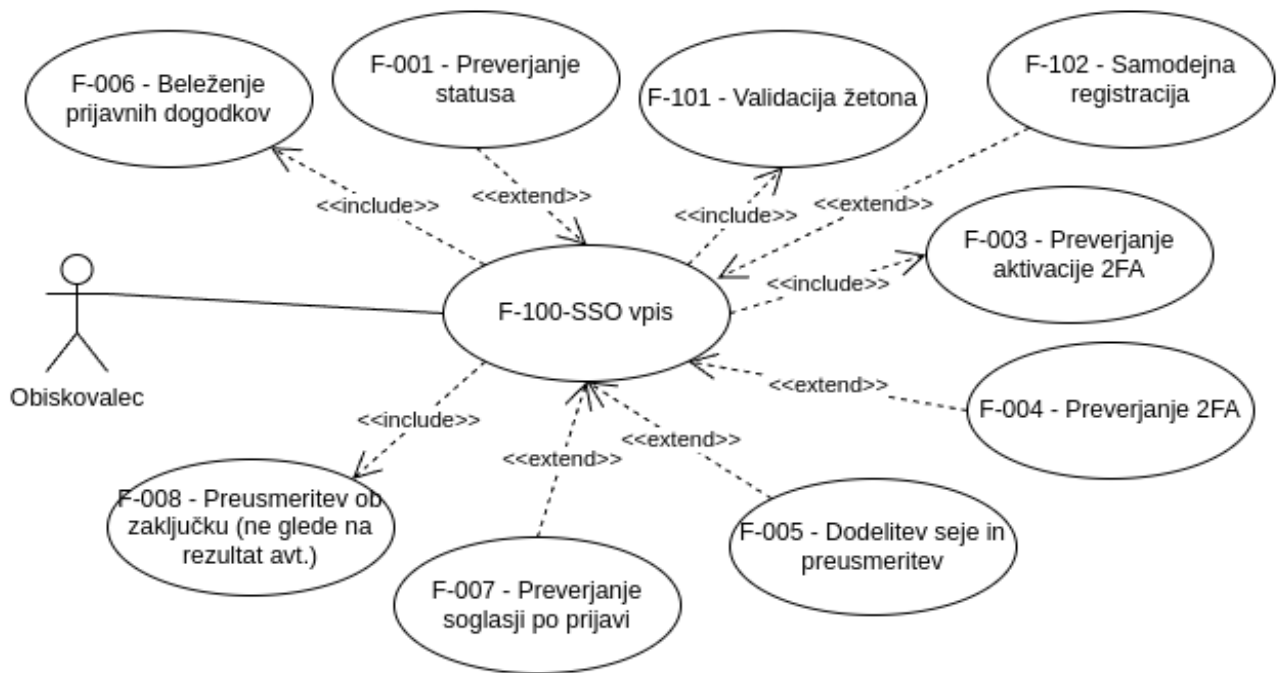 F-006 - Beleženje
prijavnih dogodkov
F-001 - Preverjanje
statusa
F-101 - Validacija žetona
F-102 - Samodejna
registracija
<<include>>
<<extend>>
<<include>>
<<extend>>
F-003 - Preverjanje
aktivacije 2FA
<<include>>
F-100-SSO vpis
Obiskovalec
<<extend>>
F-004 - Preverjanje 2FA
<<include>>
<<extend>>
<<extend>>
F-008 - Preusmeritev ob
zaključku (ne glede na
rezultat avt.)
F-005 - Dodelitev seje in
preusmeritev
F-007 - Preverjanje
soglasji po prijavi